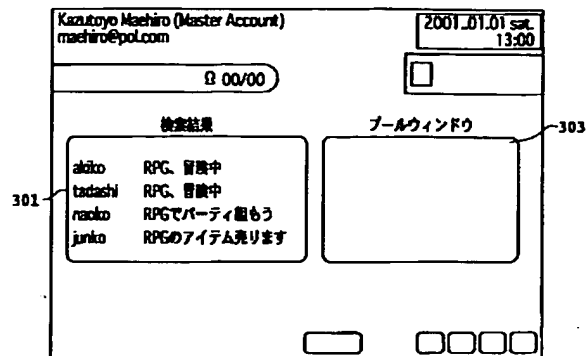 Kazutoyo Maehiro (Master Account)
maehiro@pol.com
2001.01.01 sat.
13:00
Ω 00/00
検索結果
プールウィンドウ
303
301
akiko RPG、冒険中
tadashi RPG、冒険中
naoko RPGでパーティ組もう
junko RPGのアイテム売ります